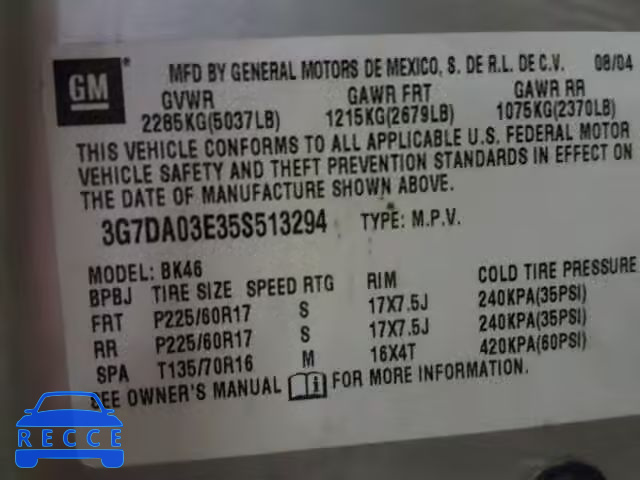 GM ®
MFD BY GENERAL MOTORS DE MEXICO, S. DE R.L. DE C.V. 08/04
GVWR GAWR FRT GAWR RR
2285KG(5037LB) 1215KG(2679LB) 1075KG(2370LB)
THIS VEHICLE CONFORMS TO ALL APPLICABLE U.S. FEDERAL MOTOR
VEHICLE SAFETY AND THEFT PREVENTION STANDARDS IN EFFECT ON
THE DATE OF MANUFACTURE SHOWN ABOVE.
3G7DA03E35S513294 TYPE: M.P.V.
MODEL: BK46
BPBJ TIRE SIZE SPEED RTG RIM COLD TIRE PRESSURE
FRT P225/60R17 S 17X7.5J 240KPA(35PSI)
RR P225/60R17 S 17X7.5J 240KPA(35PSI)
SPA T135/70R16 M 16X4T 420KPA(60PSI)
SEE OWNER'S MANUAL FOR MORE INFORMATION.
RECCE